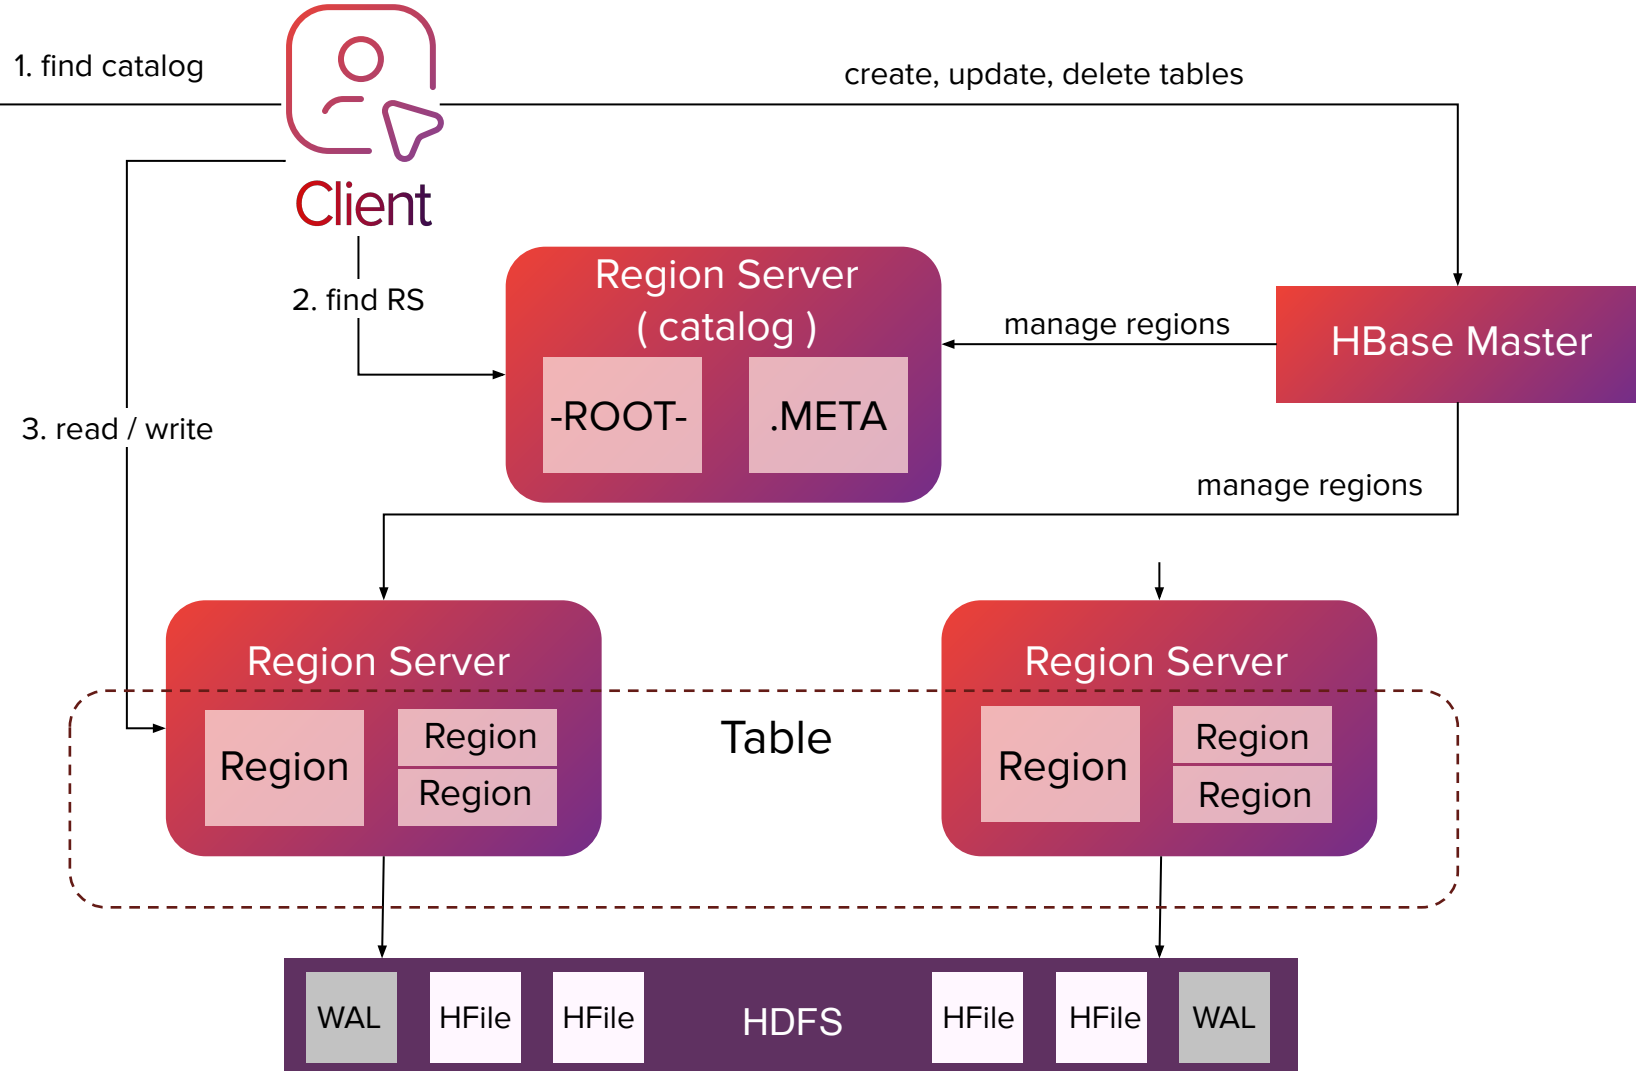 1. find catalog
create, update, delete tables
Client
2. find RS
Region Server
( catalog )
-ROOT-
.META
manage regions
HBase Master
3. read / write
manage regions
Region Server
Region
Region
Region
Table
Region Server
Region
Region
Region
WAL
HFile
HFile
HDFS
HFile
HFile
WAL